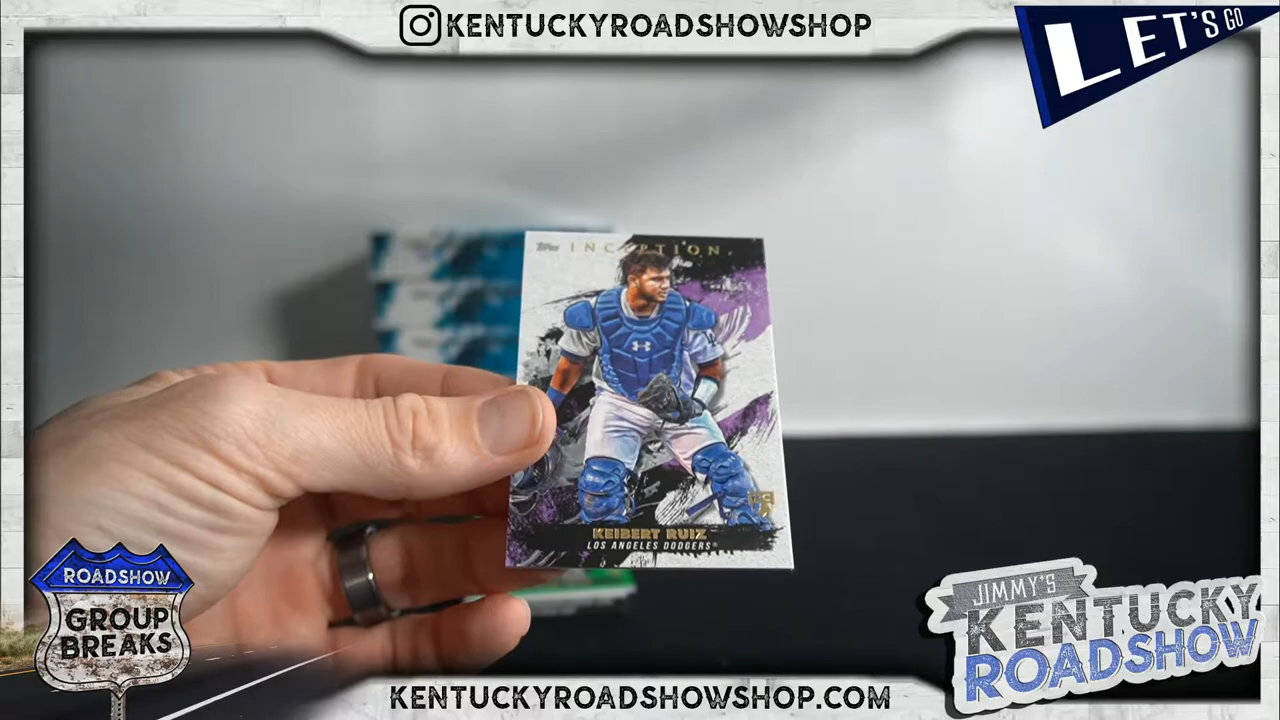 KENTUCKYROADSHOWSHOP
LET'S GO
Topps INCEPTION
LA
KEIBERT RUIZ
LOS ANGELES DODGERS®
RC
ROADSHOW
GROUP
BREAKS
JIMMY'S
KENTUCKY
ROADSHOW
KENTUCKYROADSHOWSHOP.COM